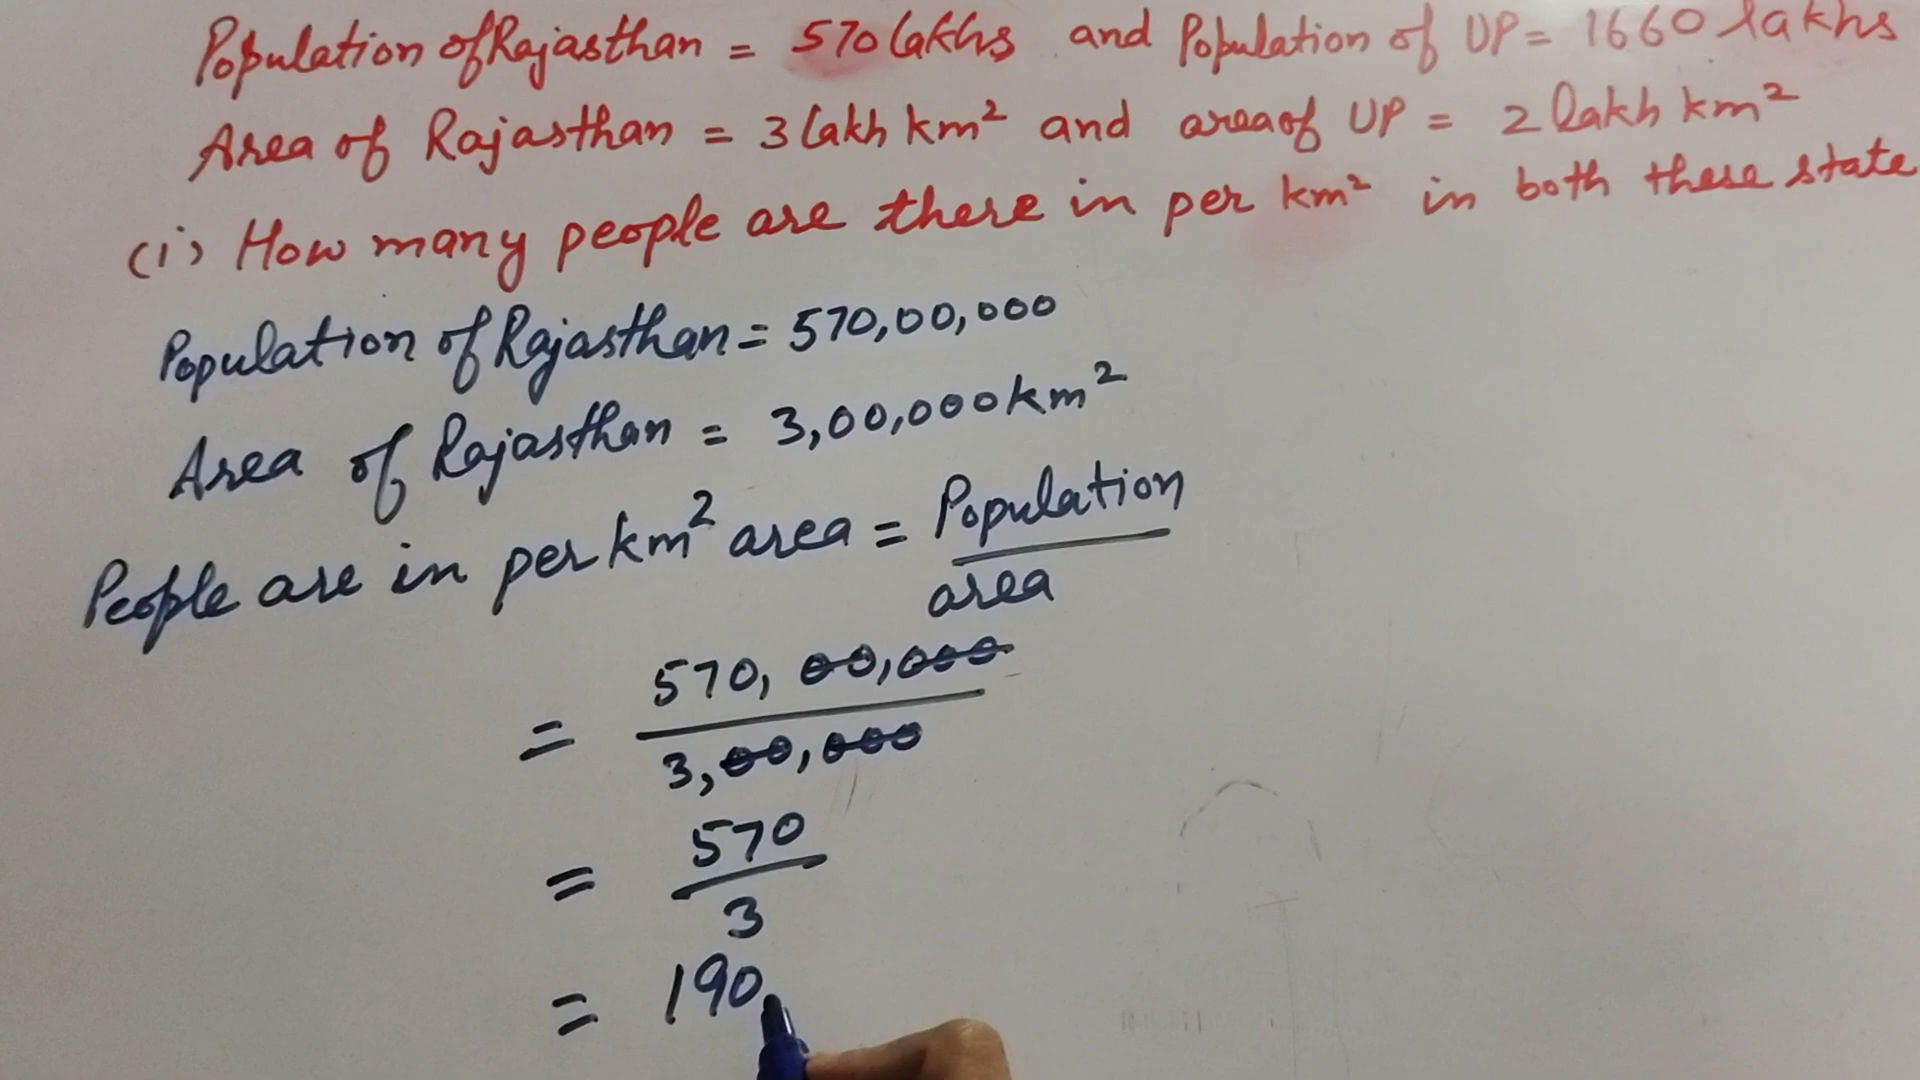 Population of Rajasthan = 570 lakhs and Population of UP = 1660 lakhs
Area of Rajasthan = 3 lakh km² and area of UP = 2 lakh km²
(i) How many people are there in per km² in both these state
Population of Rajasthan = 570,00,000
Area of Rajasthan = 3,00,000 km²
People are in per km² area = Population
area
= 570,00,000
3,00,000
= 570
3
= 190